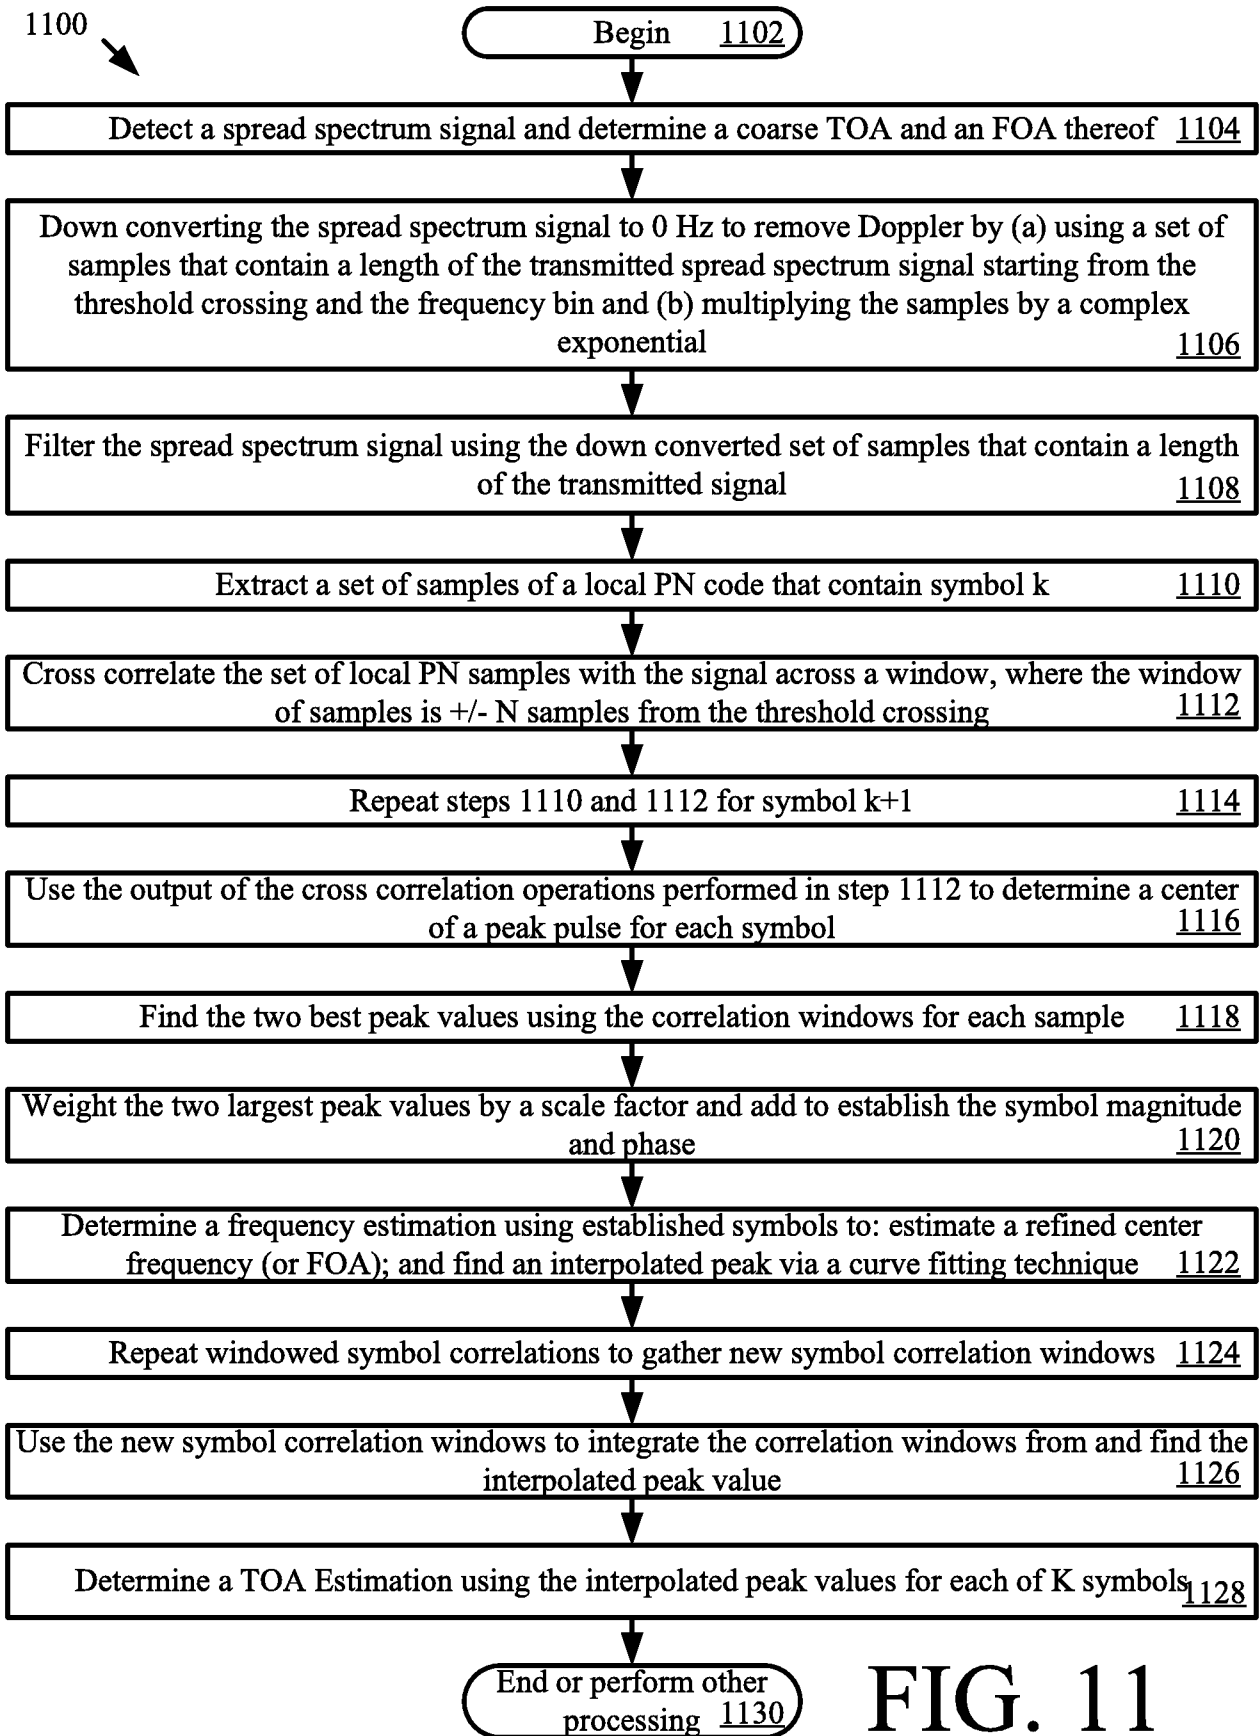 1100
Begin 1102
Detect a spread spectrum signal and determine a coarse TOA and an FOA thereof 1104
Down converting the spread spectrum signal to 0 Hz to remove Doppler by (a) using a set of
samples that contain a length of the transmitted spread spectrum signal starting from the
threshold crossing and the frequency bin and (b) multiplying the samples by a complex
exponential 1106
Filter the spread spectrum signal using the down converted set of samples that contain a length
of the transmitted signal 1108
Extract a set of samples of a local PN code that contain symbol k 1110
Cross correlate the set of local PN samples with the signal across a window, where the window
of samples is +/- N samples from the threshold crossing 1112
Repeat steps 1110 and 1112 for symbol k+1 1114
Use the output of the cross correlation operations performed in step 1112 to determine a center
of a peak pulse for each symbol 1116
Find the two best peak values using the correlation windows for each sample 1118
Weight the two largest peak values by a scale factor and add to establish the symbol magnitude
and phase 1120
Determine a frequency estimation using established symbols to: estimate a refined center
frequency (or FOA); and find an interpolated peak via a curve fitting technique 1122
Repeat windowed symbol correlations to gather new symbol correlation windows 1124
Use the new symbol correlation windows to integrate the correlation windows from and find the
interpolated peak value 1126
Determine a TOA Estimation using the interpolated peak values for each of K symbols 1128
End or perform other
processing 1130
FIG. 11